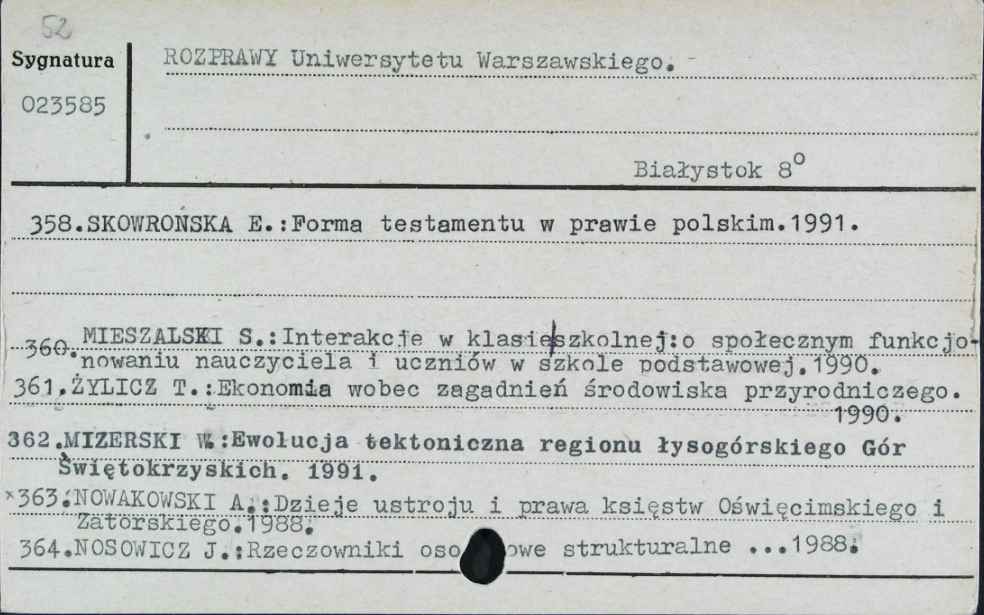 52
Sygnatura
023585
ROZPRAWY Uniwersytetu Warszawskiego.
Białystok 8°
358.SKOWROŃSKA E.:Forma testamentu w prawie polskim.1991.
360. MIESZALSKI S.:Interakcje w klasie szkolnej:o społecznym funkcjo-
nowaniu nauczyciela i uczniów w szkole podstawowej.1990.
361.ŻYLICZ T.:Ekonomia wobec zagadnień środowiska przyrodniczego.
1990.
362.MIZERSKI W.:Ewolucja tektoniczna regionu łysogórskiego Gór
Świętokrzyskich. 1991.
*363.NOWAKOWSKI A.:Dzieje ustroju i prawa księstw Oświęcimskiego i
Zatorskiego.1988.
364.NOSOWICZ J.:Rzeczowniki strukturalne ...1988.